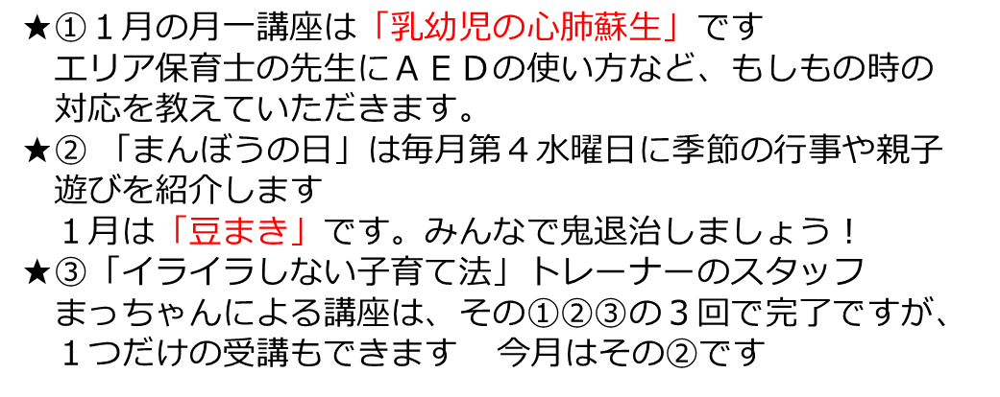 ★①１月の月一講座は「乳幼児の心肺蘇生」です
エリア保育士の先生にＡＥＤの使い方など、もしもの時の
対応を教えていただきます。
★② 「まんぼうの日」は毎月第４水曜日に季節の行事や親子
遊びを紹介します
１月は「豆まき」です。みんなで鬼退治しましょう！
★③「イライラしない子育て法」トレーナーのスタッフ
まっちゃんによる講座は、その①②③の３回で完了ですが、
１つだけの受講もできます　今月はその②です